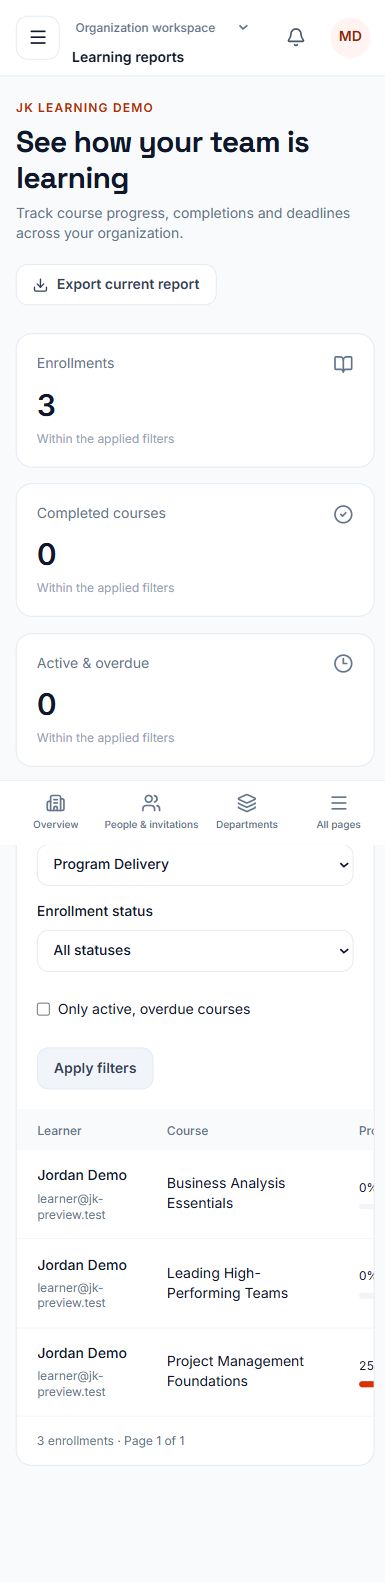 Organization workspace
Learning reports
MD
JK LEARNING DEMO
See how your team is
learning
Track course progress, completions and deadlines
across your organization.
Export current report
Enrollments
3
Within the applied filters
Completed courses
0
Within the applied filters
Active & overdue
0
Within the applied filters
Overview
People & invitations
Departments
All pages
Program Delivery
Enrollment status
All statuses
Only active, overdue courses
Apply filters
Learner
Course
Jordan Demo
learner@jk-
preview.test
Business Analysis
Essentials
0%
Jordan Demo
learner@jk-
preview.test
Leading High-
Performing Teams
0%
Jordan Demo
learner@jk-
preview.test
Project Management
Foundations
25
3 enrollments · Page 1 of 1